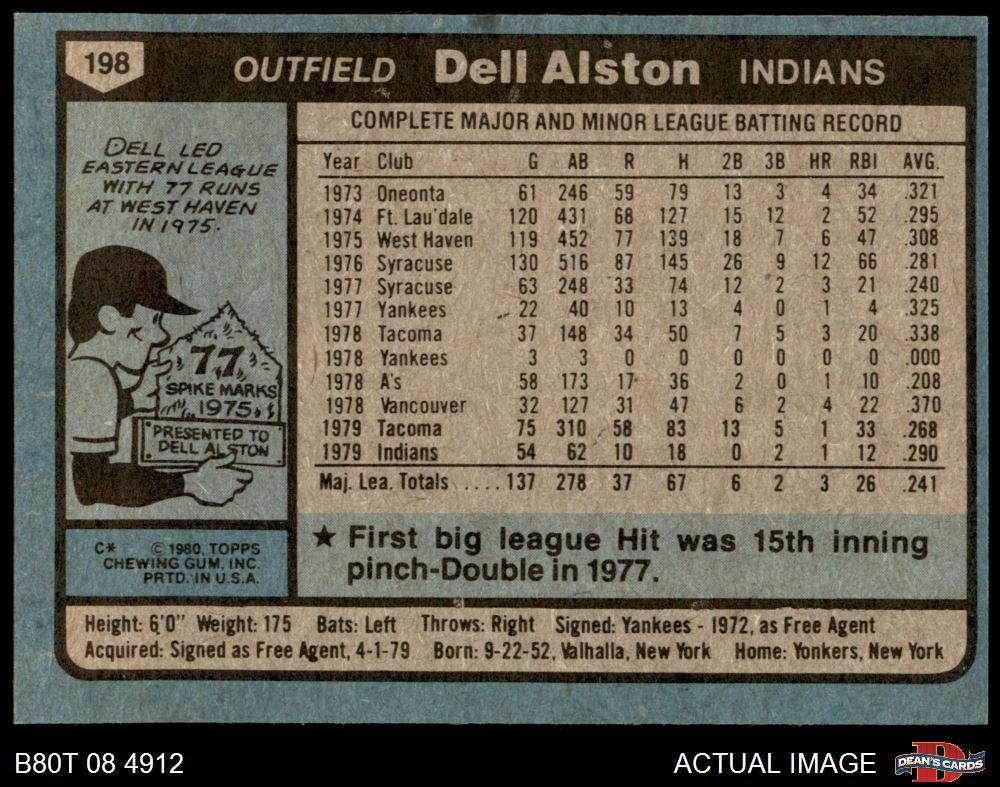 198 OUTFIELD Dell Alston INDIANS
DELL LED
EASTERN LEAGUE
WITH 77 RUNS
AT WEST HAVEN
IN 1975.
77
SPIKE MARKS
1975
PRESENTED TO
DELL ALSTON
C* © 1980, TOPPS
CHEWING GUM, INC.
PRTD. IN U.S.A.
COMPLETE MAJOR AND MINOR LEAGUE BATTING RECORD
Year Club G AB R H 2B 3B HR RBI AVG.
1973 Oneonta 61 246 59 79 13 3 4 34 .321
1974 Ft. Lau'dale 120 431 68 127 15 12 2 52 .295
1975 West Haven 119 452 77 139 18 7 6 47 .308
1976 Syracuse 130 516 87 145 26 9 12 66 .281
1977 Syracuse 63 248 33 74 12 2 3 21 .240
1977 Yankees 22 40 10 13 4 0 1 4 .325
1978 Tacoma 37 148 34 50 7 5 3 20 .338
1978 Yankees 3 3 0 0 0 0 0 0 .000
1978 A's 58 173 17 36 2 0 1 10 .208
1978 Vancouver 32 127 31 47 6 2 4 22 .370
1979 Tacoma 75 310 58 83 13 5 1 33 .268
1979 Indians 54 62 10 18 0 2 1 12 .290
Maj. Lea. Totals .... 137 278 37 67 6 2 3 26 .241
★ First big league Hit was 15th inning
pinch-Double in 1977.
Height: 6'0" Weight: 175 Bats: Left Throws: Right Signed: Yankees - 1972, as Free Agent
Acquired: Signed as Free Agent, 4-1-79 Born: 9-22-52, Valhalla, New York Home: Yonkers, New York
B80T 08 4912 ACTUAL IMAGE
D
DEAN'S CARDS